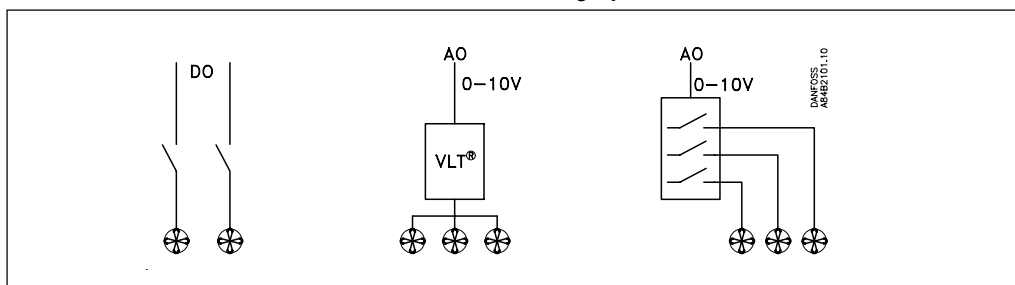 DO
AO
0-10V
VLT®
AO
0-10V
DANFOSS
A84B2101.10